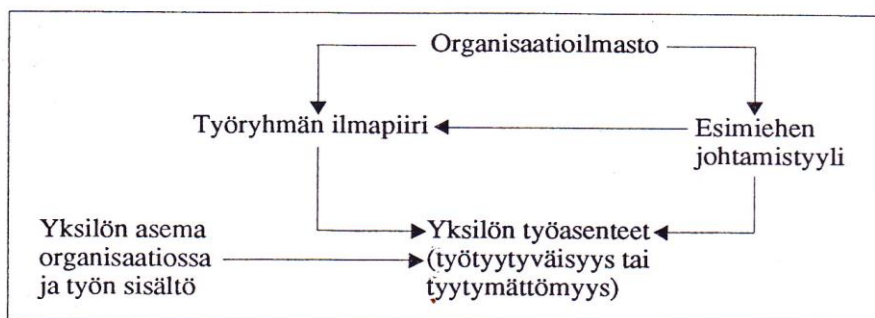 Organisaatioilmasto
Työryhmän ilmapiiri
Esimiehen
johtamistyyli
Yksilön asema
organisaatiossa
ja työn sisältö
Yksilön työasenteet
(työtyytyväisyys tai
tyytymättömyys)